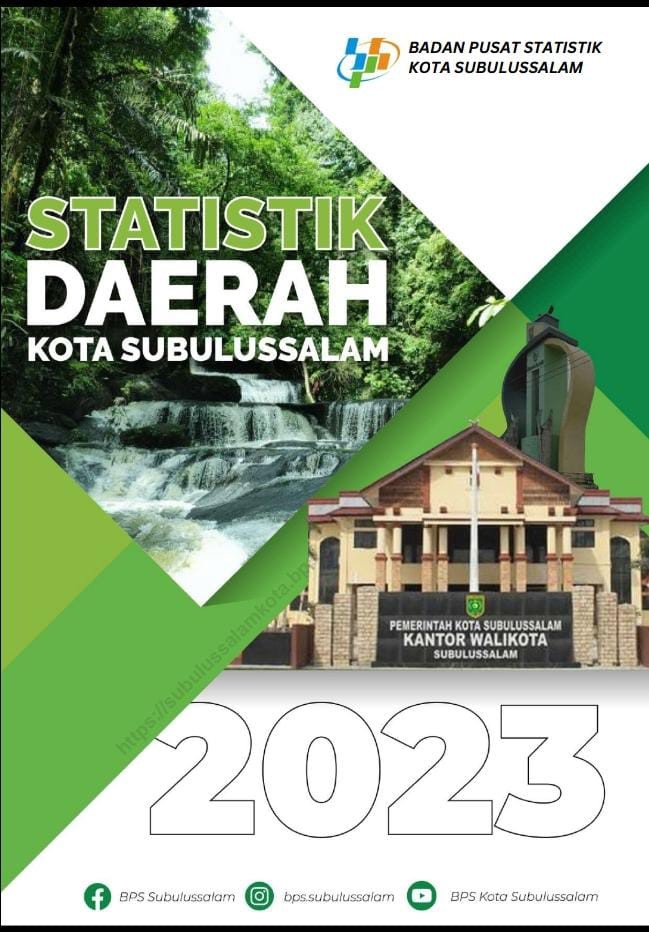 BADAN PUSAT STATISTIK
KOTA SUBULUSSALAM
STATISTIK
DAERAH
KOTA SUBULUSSALAM
PEMERINTAH KOTA SUBULUSSALAM
KANTOR WALIKOTA
SUBULUSSALAM
https://subulussalamkota.bp
2023
BPS Subulussalam
bps.subulussalam
BPS Kota Subulussalam